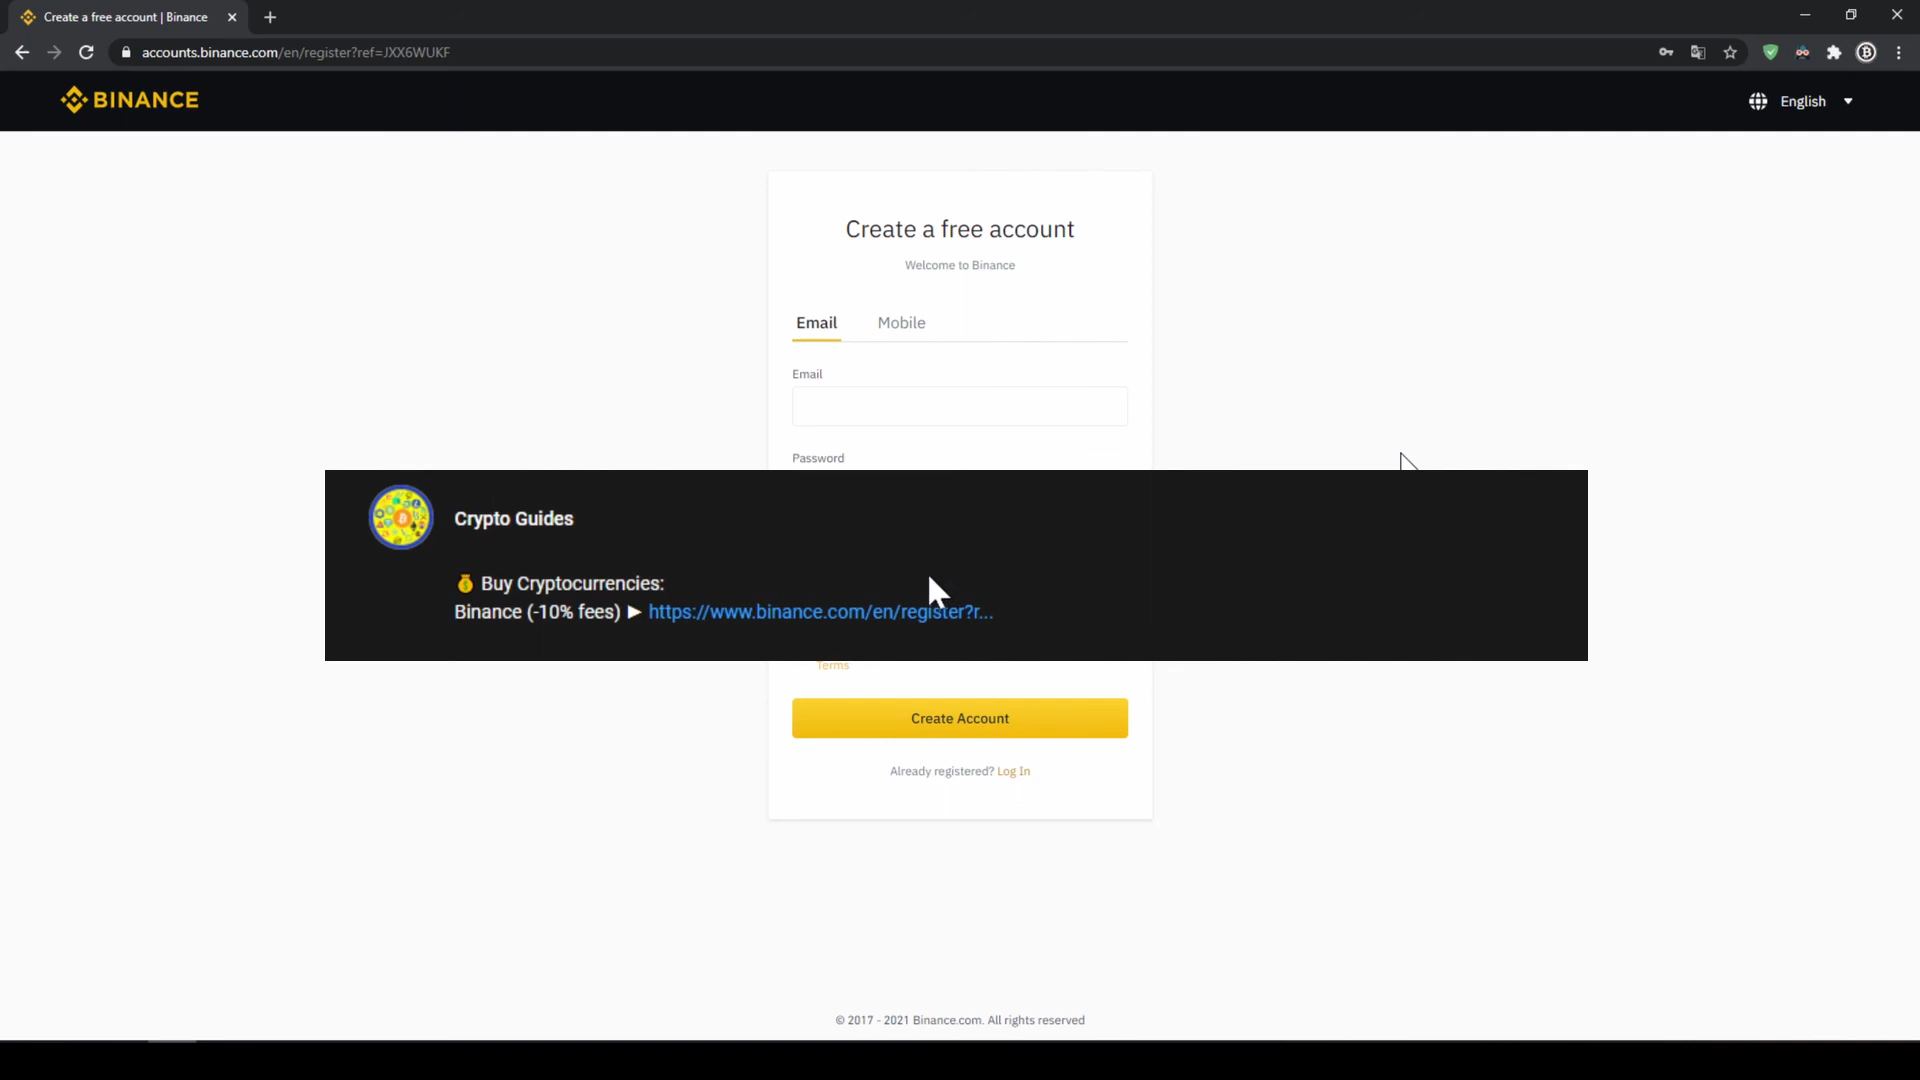 Create a free account | Binance
accounts.binance.com/en/register?ref=JXX6WUKF
BINANCE
English
Create a free account
Welcome to Binance
Email Mobile
Email
Password
Crypto Guides
💰 Buy Cryptocurrencies:
Binance (-10% fees) ► https://www.binance.com/en/register?r...
Terms
Create Account
Already registered? Log In
© 2017 - 2021 Binance.com. All rights reserved